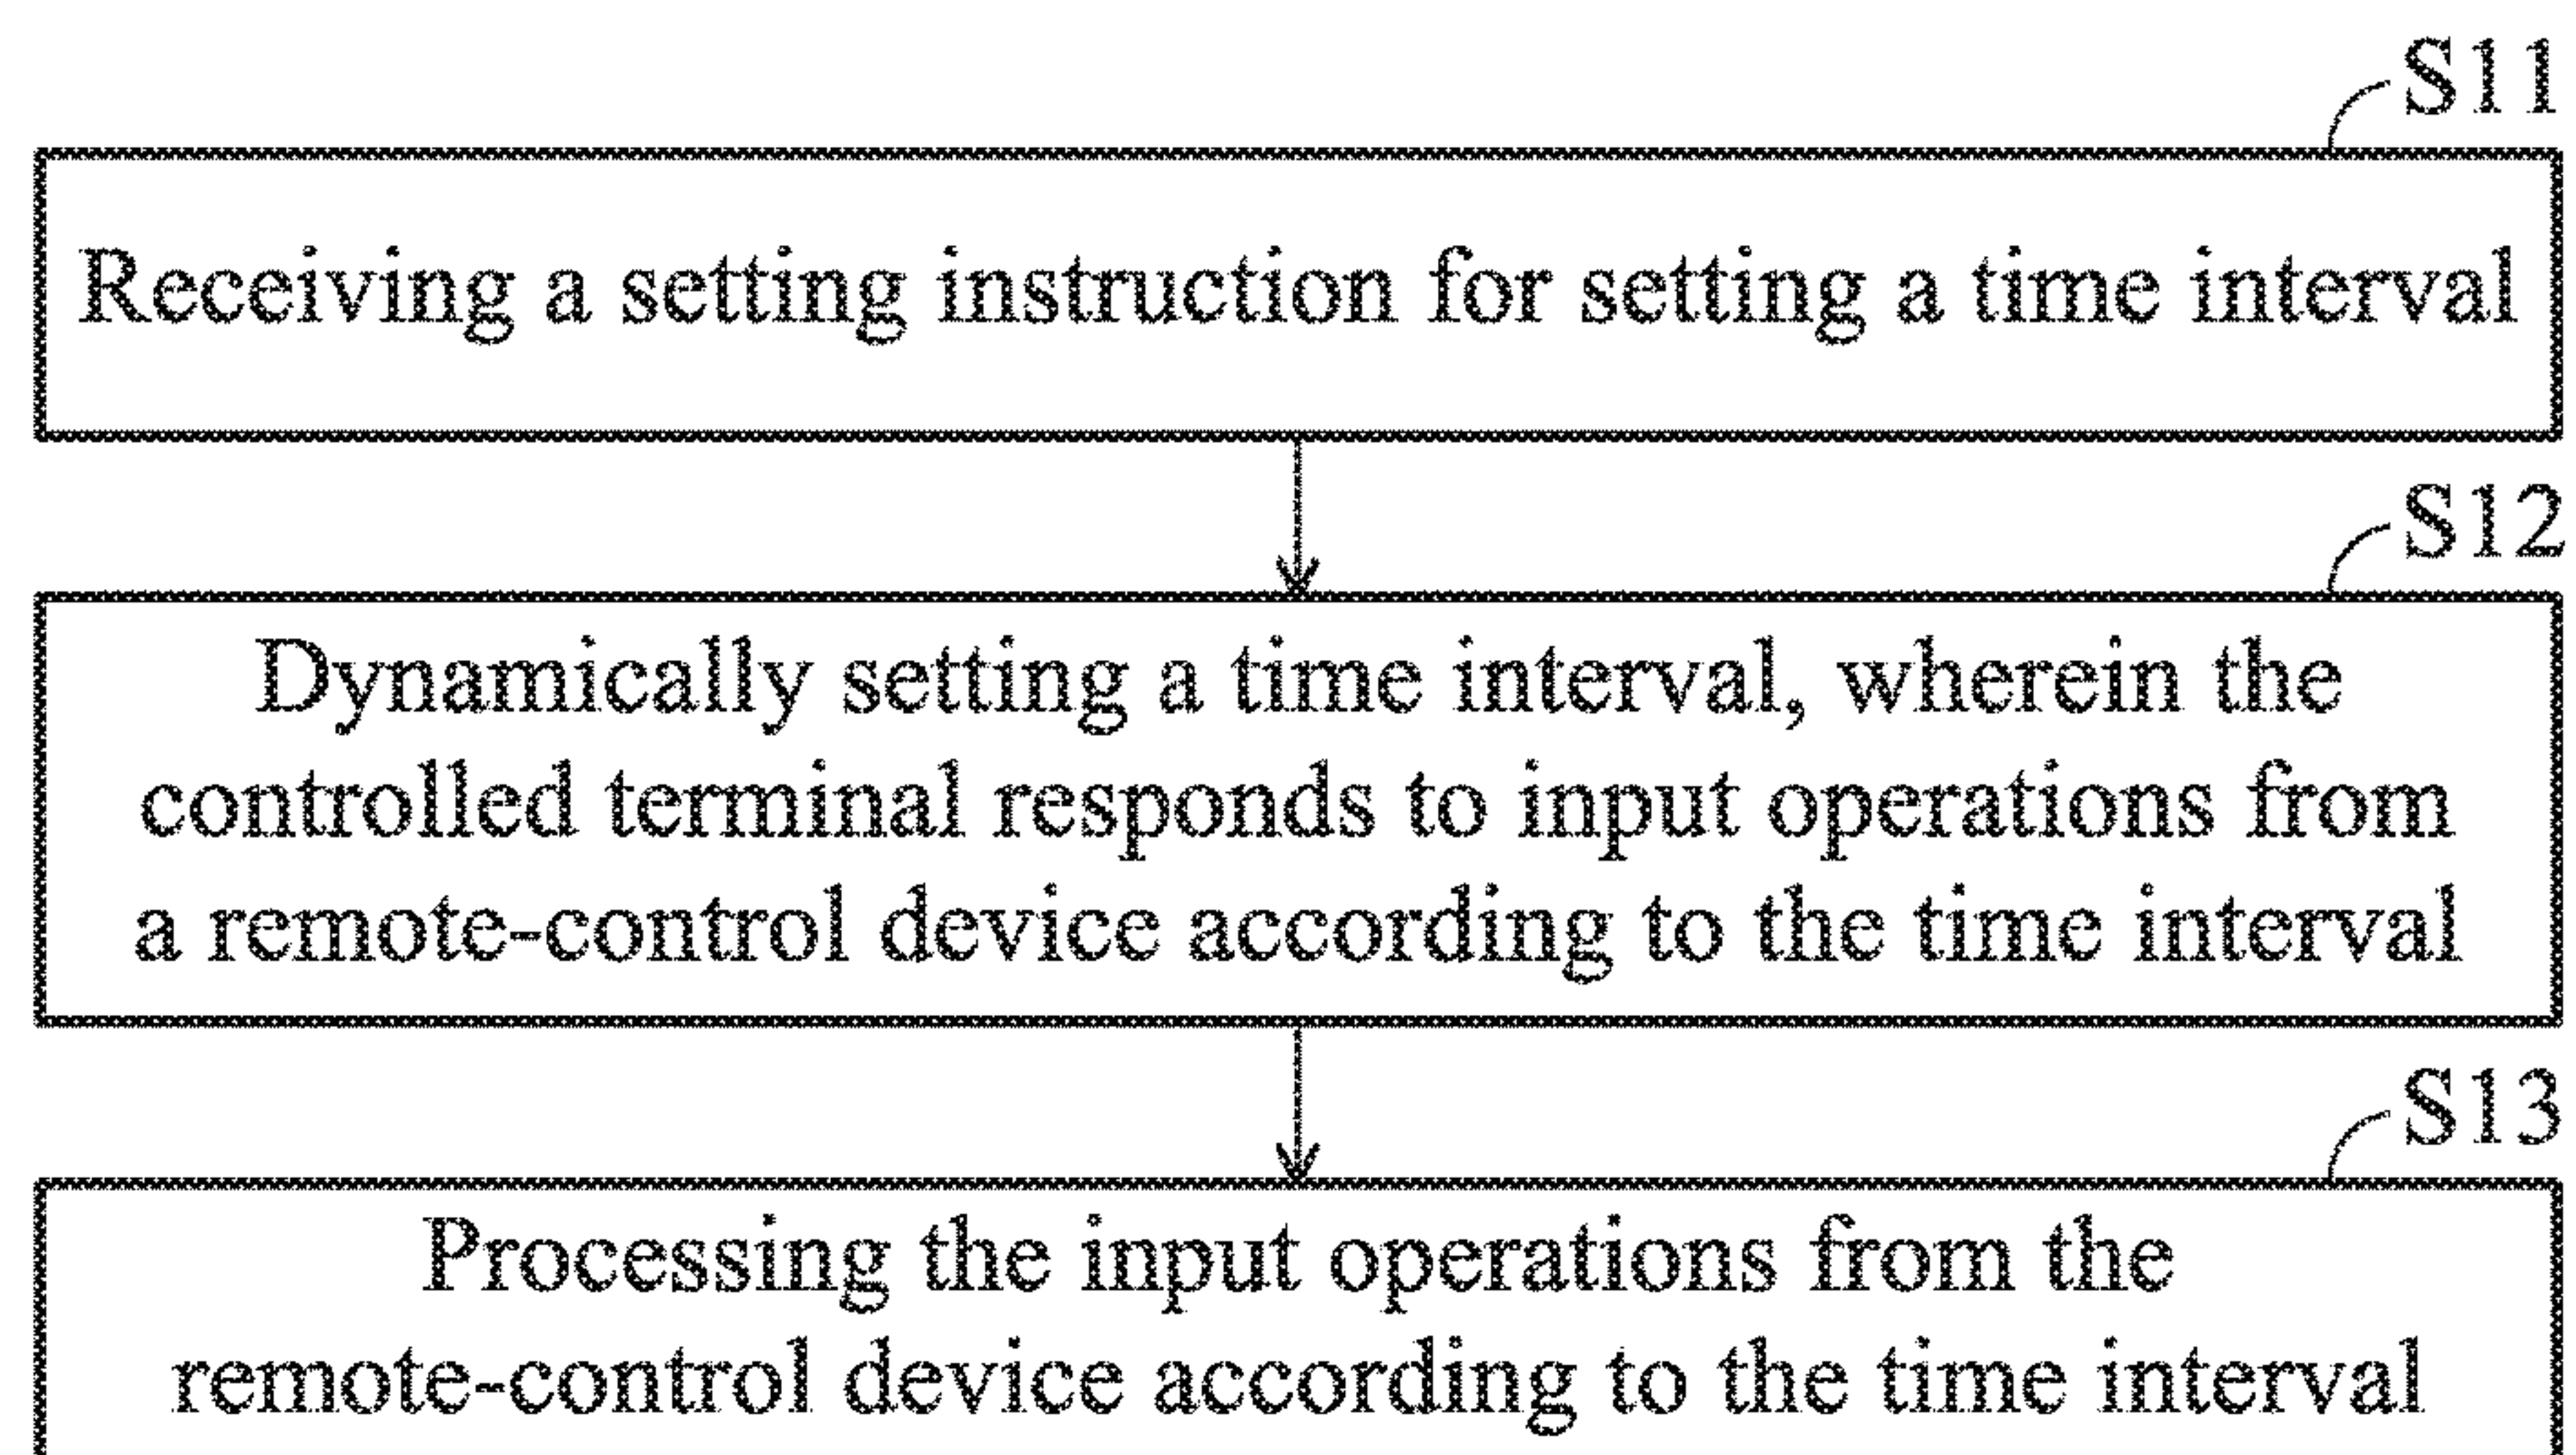 S11
Receiving a setting instruction for setting a time interval
S12
Dynamically setting a time interval, wherein the
controlled terminal responds to input operations from
a remote-control device according to the time interval
S13
Processing the input operations from the
remote-control device according to the time interval